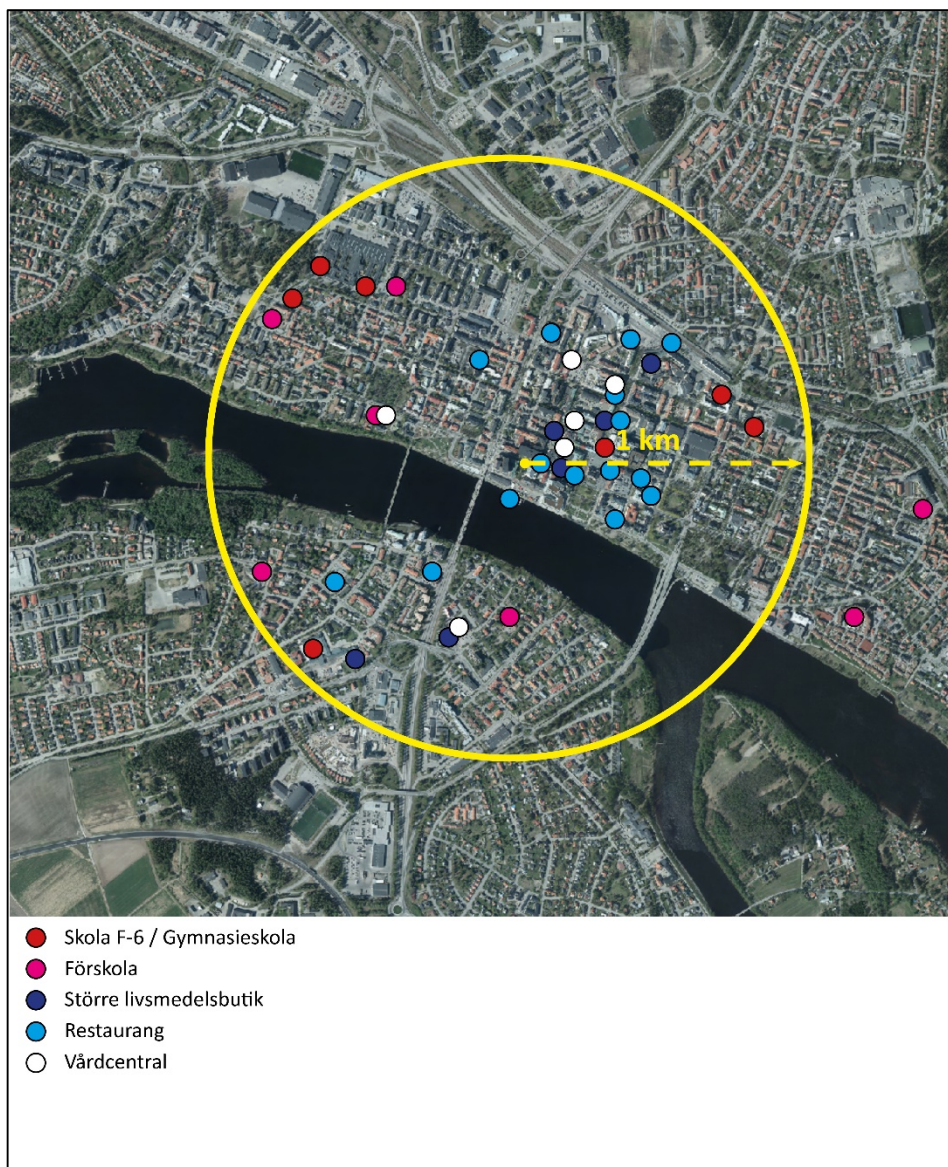 1 km
Skola F-6 / Gymnasieskola
Förskola
Större livsmedelsbutik
Restaurang
Vårdcentral